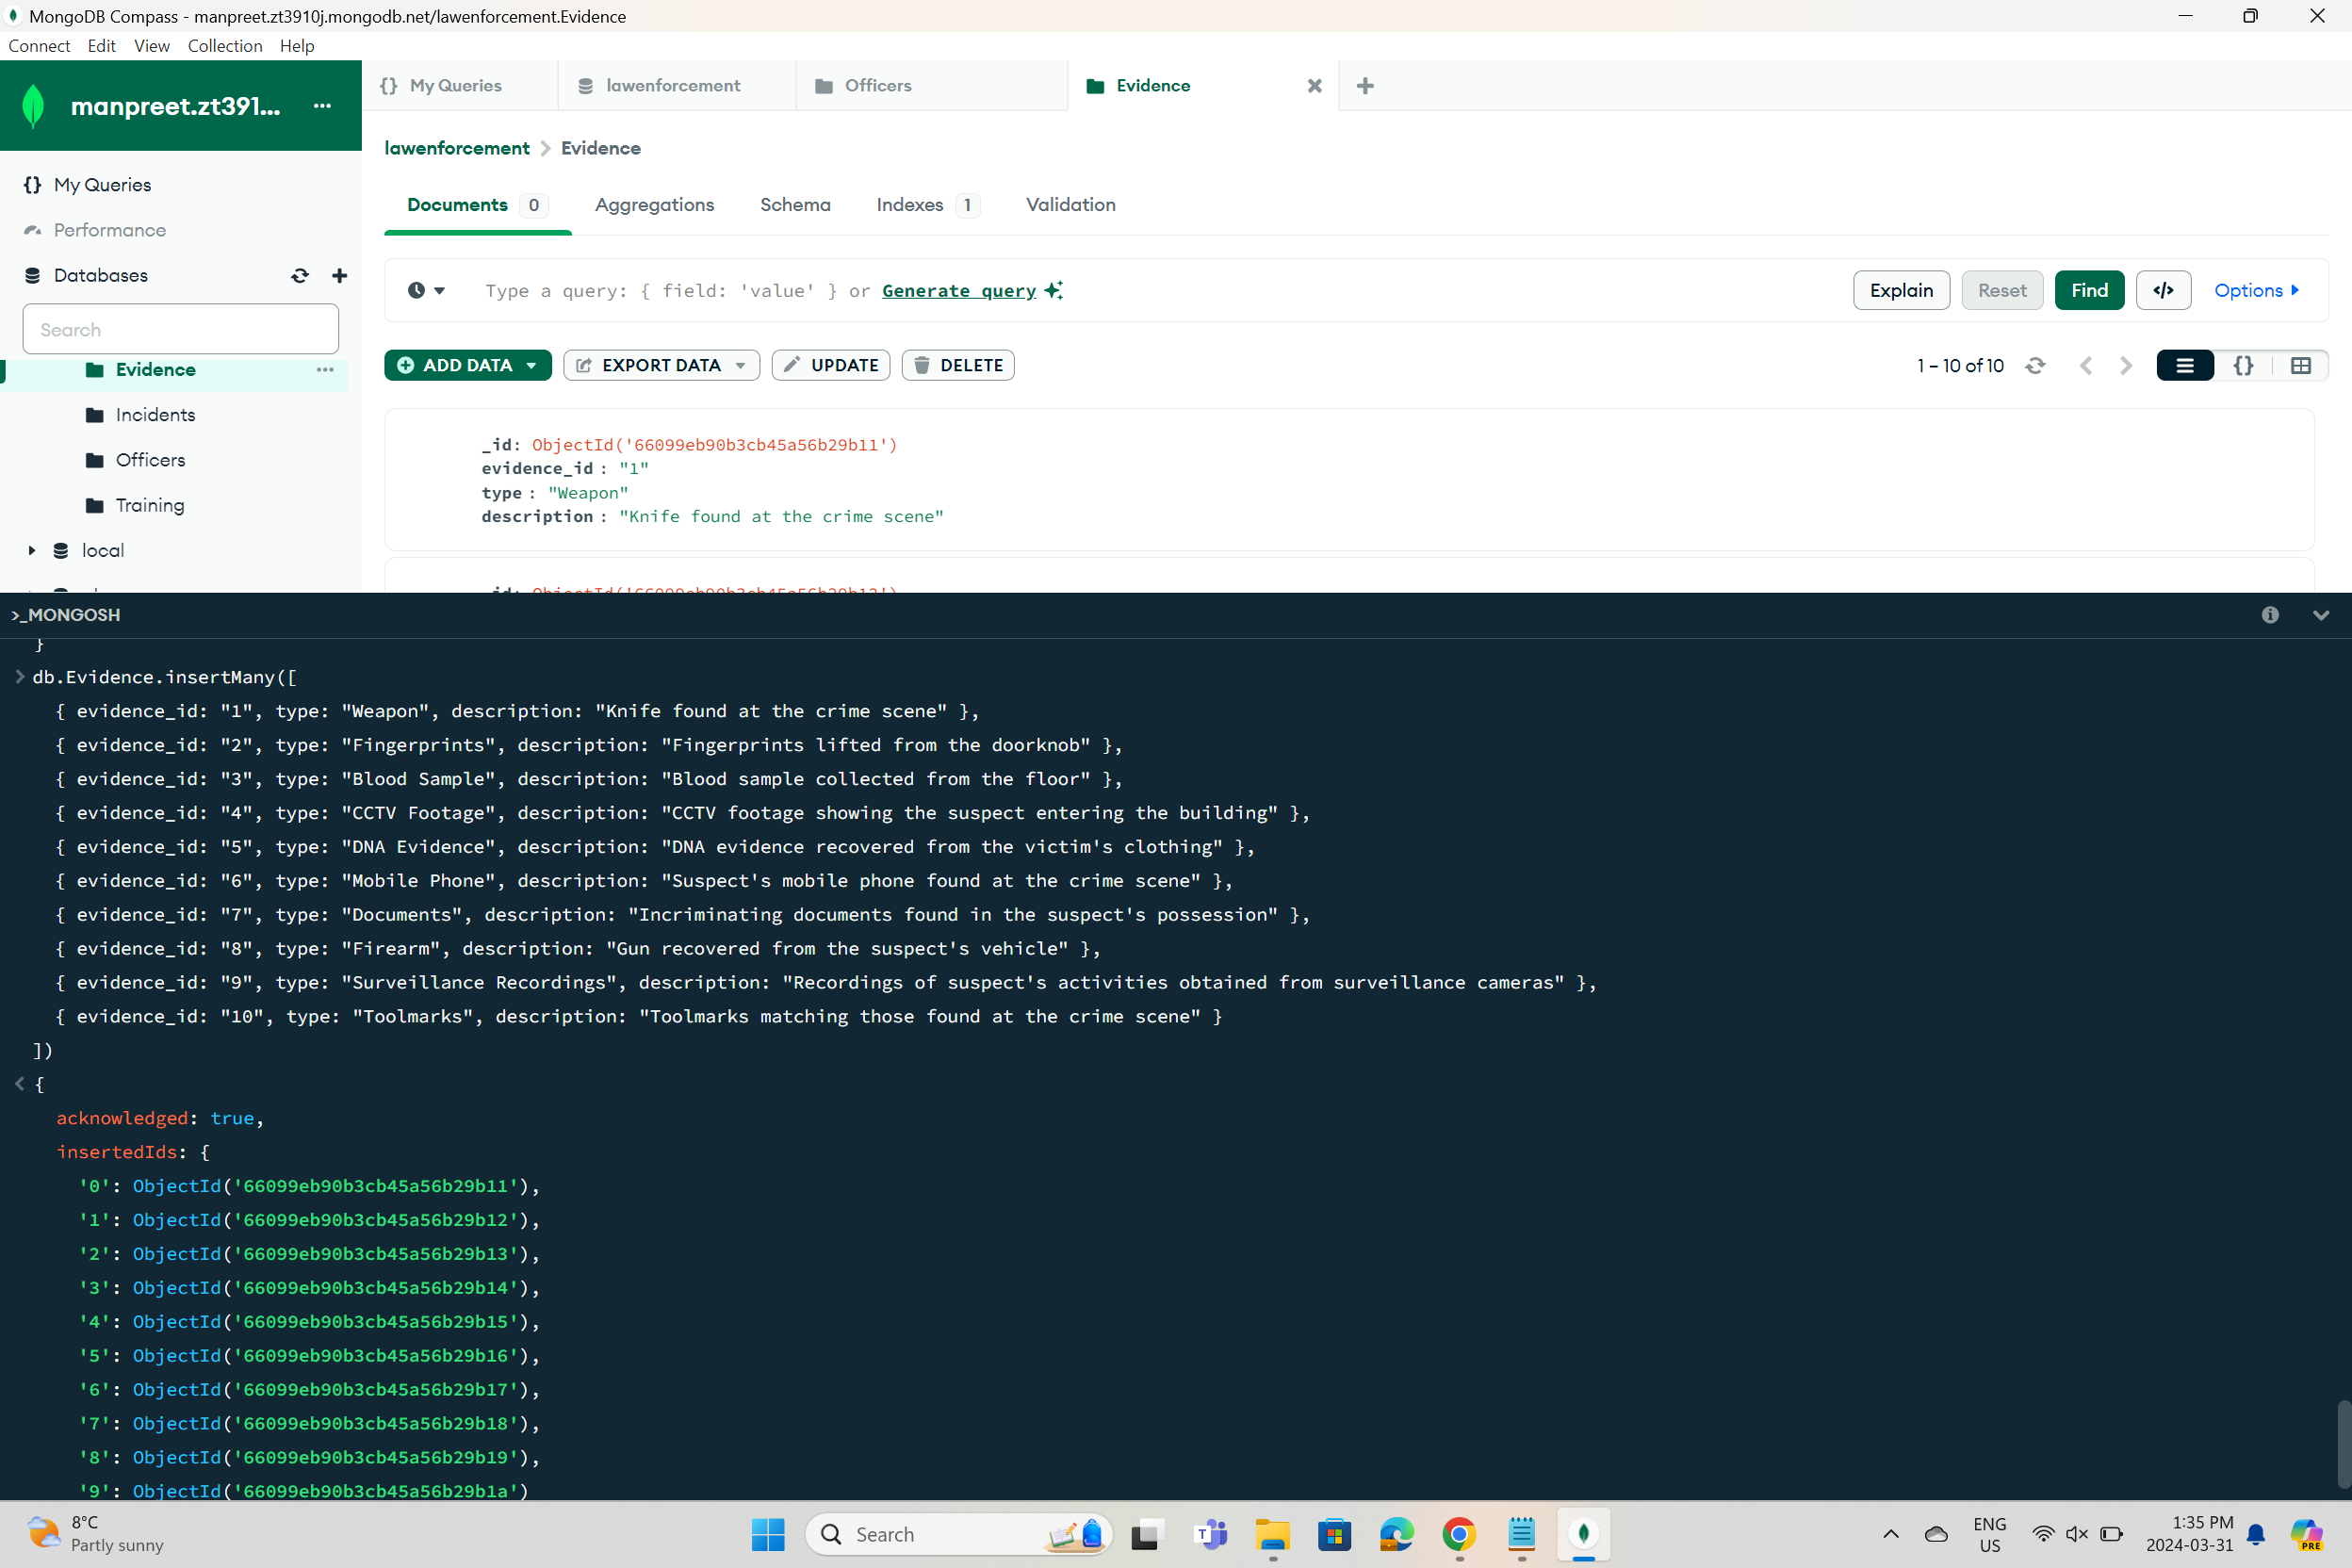 MongoDB Compass - manpreet.zt3910j.mongodb.net/lawenforcement.Evidence
Connect Edit View Collection Help
manpreet.zt391... ...
{} My Queries
lawenforcement
Officers
Evidence
lawenforcement > Evidence
{} My Queries
Performance
Databases
Search
Evidence ...
Incidents
Officers
Training
local
Documents 0 Aggregations Schema Indexes 1 Validation
Type a query: { field: 'value' } or Generate query
Explain Reset Find </> Options
ADD DATA EXPORT DATA UPDATE DELETE
1 – 10 of 10
{}
_id: ObjectId('66099eb90b3cb45a56b29b11')
evidence_id : "1"
type : "Weapon"
description : "Knife found at the crime scene"
_id: ObjectId('66099eb90b3cb45a56b29b12')
>_MONGOSH
}
> db.Evidence.insertMany([
{ evidence_id: "1", type: "Weapon", description: "Knife found at the crime scene" },
{ evidence_id: "2", type: "Fingerprints", description: "Fingerprints lifted from the doorknob" },
{ evidence_id: "3", type: "Blood Sample", description: "Blood sample collected from the floor" },
{ evidence_id: "4", type: "CCTV Footage", description: "CCTV footage showing the suspect entering the building" },
{ evidence_id: "5", type: "DNA Evidence", description: "DNA evidence recovered from the victim's clothing" },
{ evidence_id: "6", type: "Mobile Phone", description: "Suspect's mobile phone found at the crime scene" },
{ evidence_id: "7", type: "Documents", description: "Incriminating documents found in the suspect's possession" },
{ evidence_id: "8", type: "Firearm", description: "Gun recovered from the suspect's vehicle" },
{ evidence_id: "9", type: "Surveillance Recordings", description: "Recordings of suspect's activities obtained from surveillance cameras" },
{ evidence_id: "10", type: "Toolmarks", description: "Toolmarks matching those found at the crime scene" }
])
< {
acknowledged: true,
insertedIds: {
'0': ObjectId('66099eb90b3cb45a56b29b11'),
'1': ObjectId('66099eb90b3cb45a56b29b12'),
'2': ObjectId('66099eb90b3cb45a56b29b13'),
'3': ObjectId('66099eb90b3cb45a56b29b14'),
'4': ObjectId('66099eb90b3cb45a56b29b15'),
'5': ObjectId('66099eb90b3cb45a56b29b16'),
'6': ObjectId('66099eb90b3cb45a56b29b17'),
'7': ObjectId('66099eb90b3cb45a56b29b18'),
'8': ObjectId('66099eb90b3cb45a56b29b19'),
'9': ObjectId('66099eb90b3cb45a56b29b1a')
8°C
Partly sunny
Search
ENG
US
1:35 PM
2024-03-31
PRE